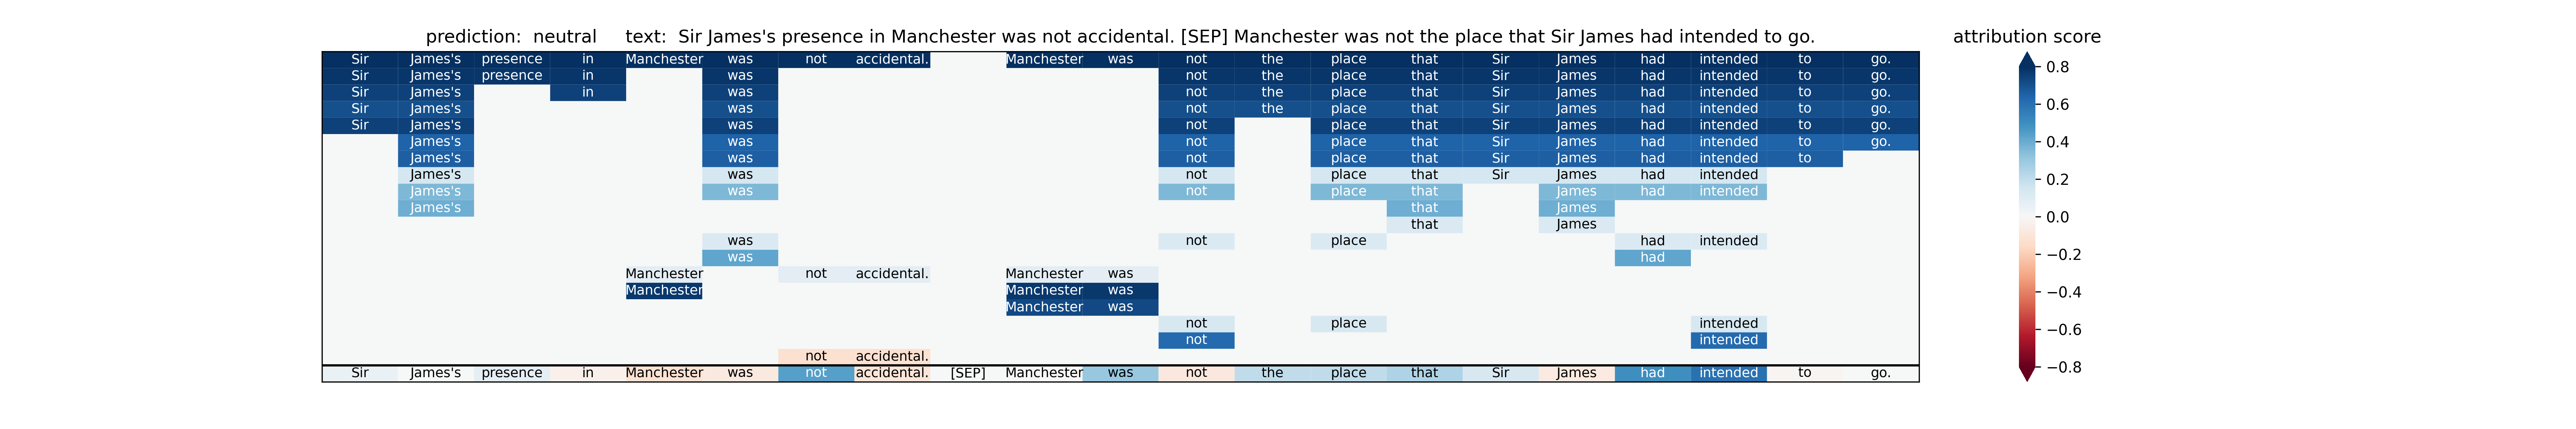 prediction: neutral text: Sir James's presence in Manchester was not accidental. [SEP] Manchester was not the place that Sir James had intended to go.
attribution score
Sir James's presence in Manchester was not accidental. Manchester was not the place that Sir James had intended to go.
Sir James's presence in was not the place that Sir James had intended to go.
Sir James's in was not the place that Sir James had intended to go.
Sir James's was not the place that Sir James had intended to go.
Sir James's was not place that Sir James had intended to go.
James's was not place that Sir James had intended to go.
James's was not place that Sir James had intended to
James's was not place that Sir James had intended
James's was not place that James had intended
James's that James
that James
was not place had intended
was had
Manchester not accidental. Manchester was
Manchester Manchester was
Manchester was
not place intended
not intended
not accidental.
Sir James's presence in Manchester was not accidental. [SEP] Manchester was not the place that Sir James had intended to go.
0.8
0.6
0.4
0.2
0.0
−0.2
−0.4
−0.6
−0.8